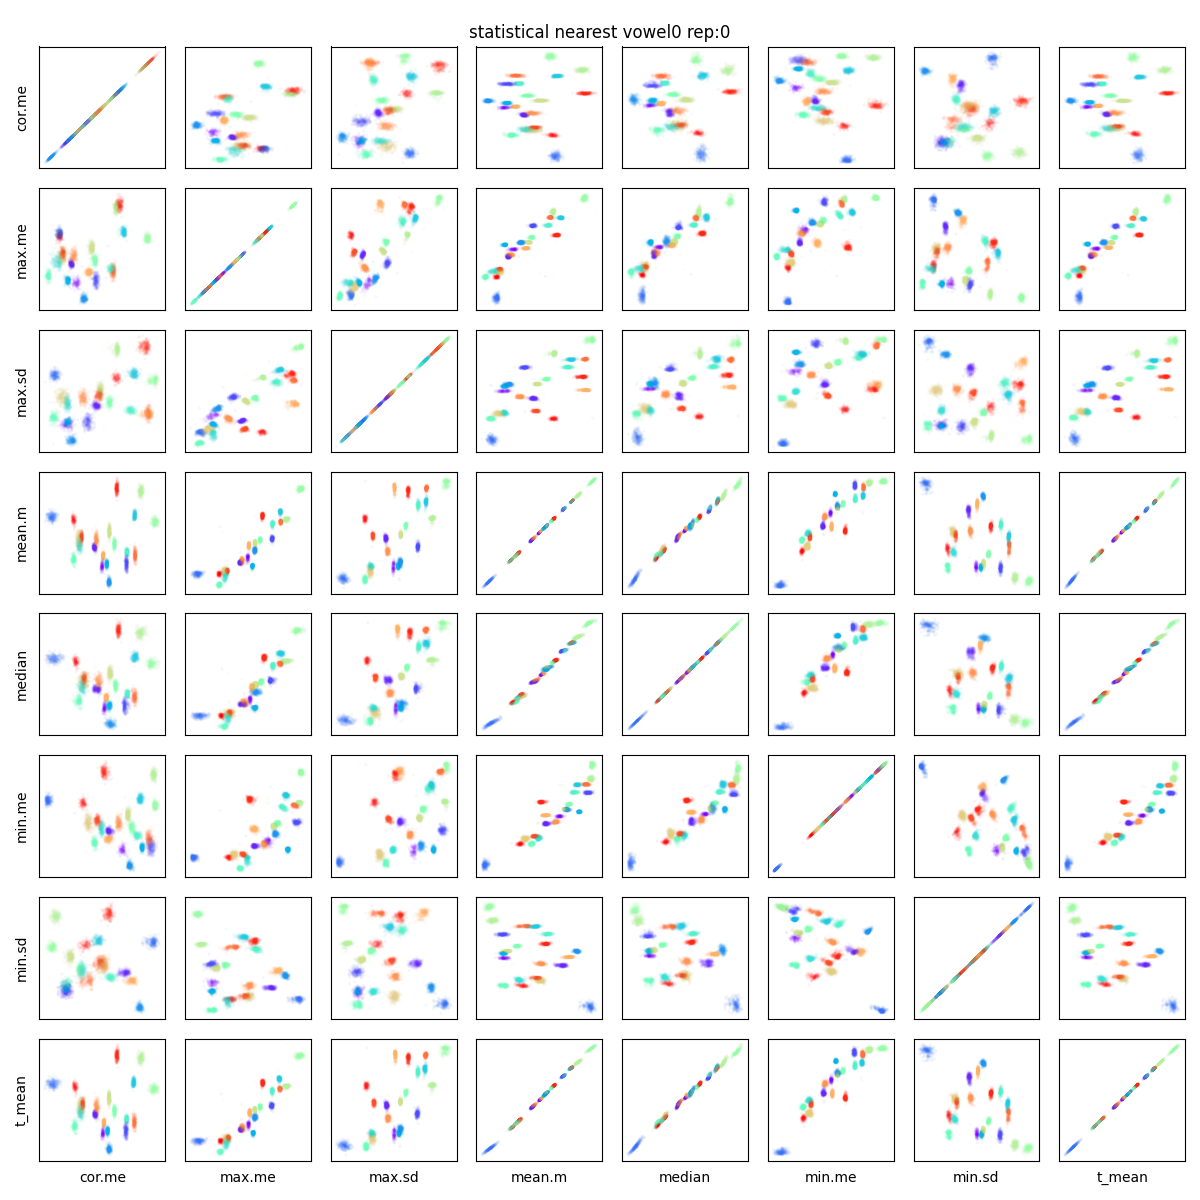 statistical nearest vowel0 rep:0
cor.me
max.me
max.sd
mean.m
median
min.me
min.sd
t_mean
cor.me max.me max.sd mean.m median min.me min.sd t_mean